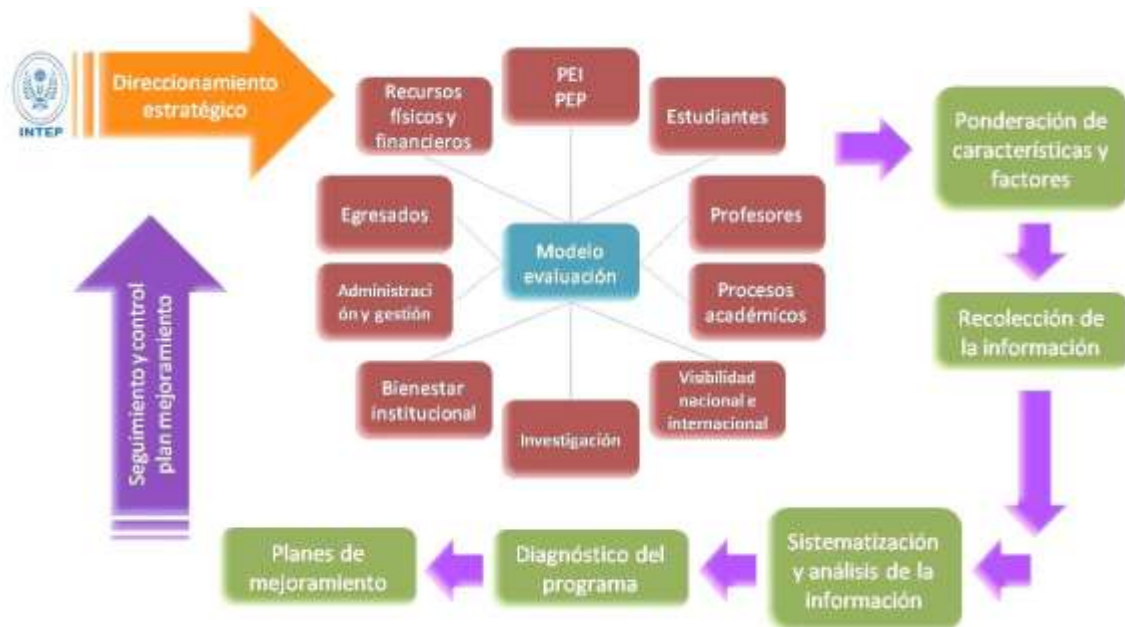 INTEP
Direccionamiento
estratégico
Recursos
físicos y
financieros
PEI
PEP
Estudiantes
Egresados
Profesores
Modelo
evaluación
Administraci
ón y gestión
Procesos
académicos
Bienestar
institucional
Investigación
Visibilidad
nacional e
internacional
Ponderación de
características y
factores
Recolección de
la información
Sistematización
y análisis de la
información
Diagnóstico del
programa
Planes de
mejoramiento
Seguimiento y control
plan mejoramiento